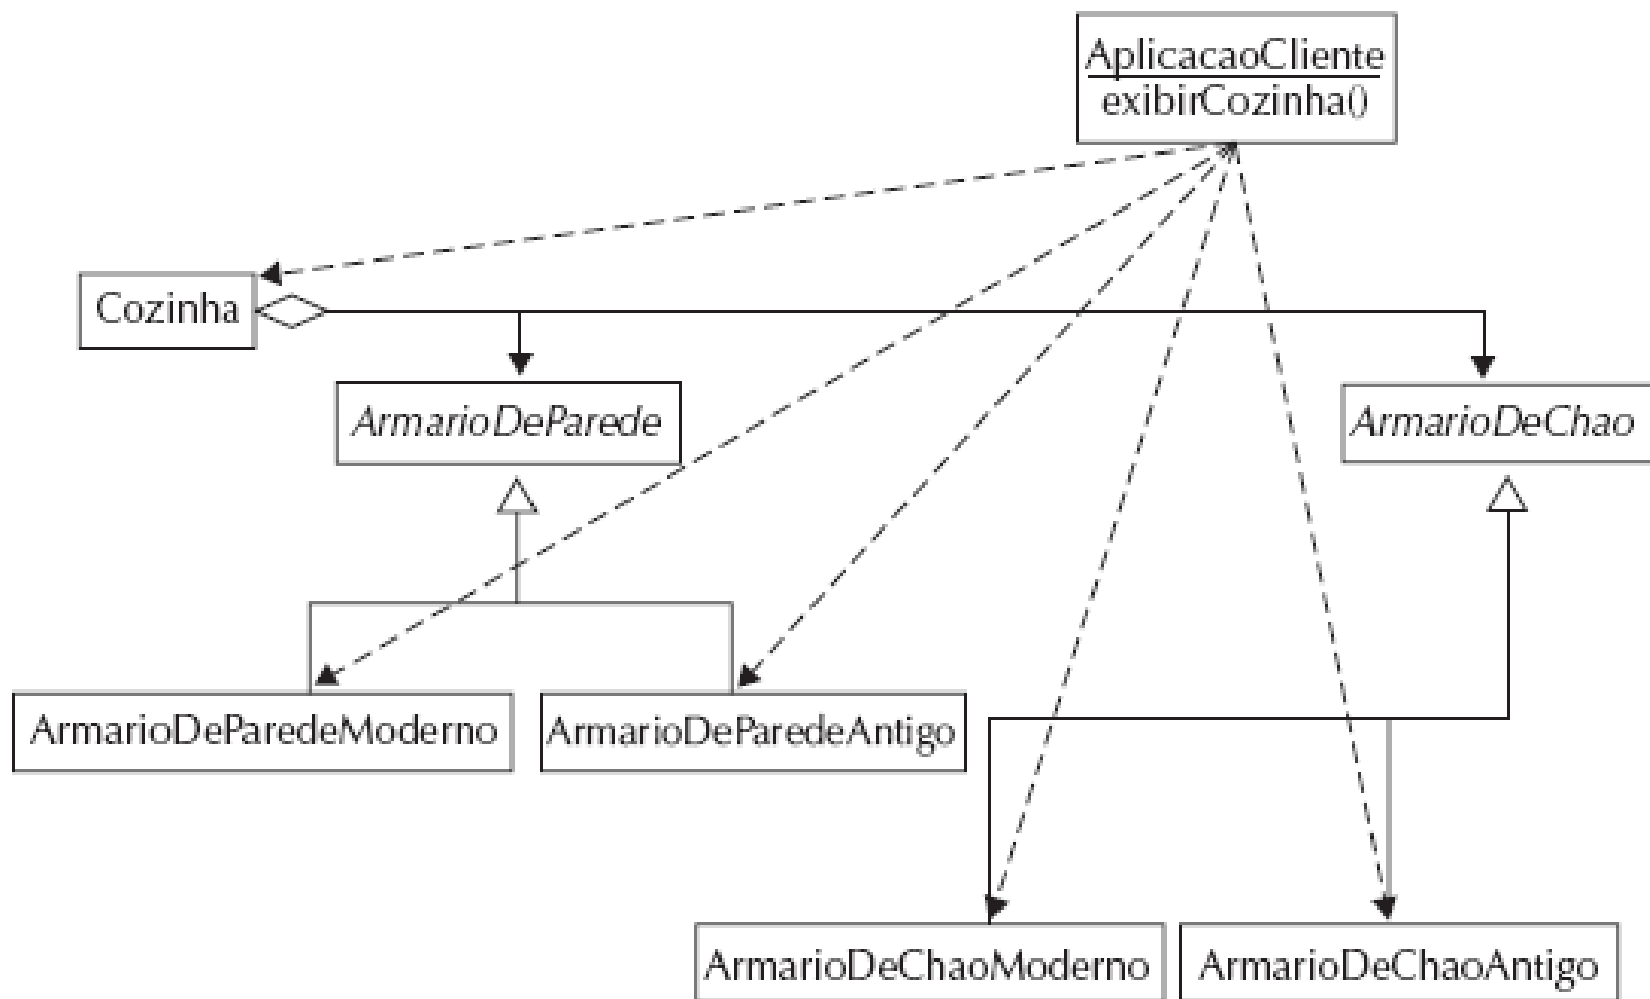 AplicacaoCliente
exibirCozinha()
Cozinha
ArmarioDeParede
ArmarioDeChao
ArmarioDeParedeModerno
ArmarioDeParedeAntigo
ArmarioDeChaoModerno
ArmarioDeChaoAntigo